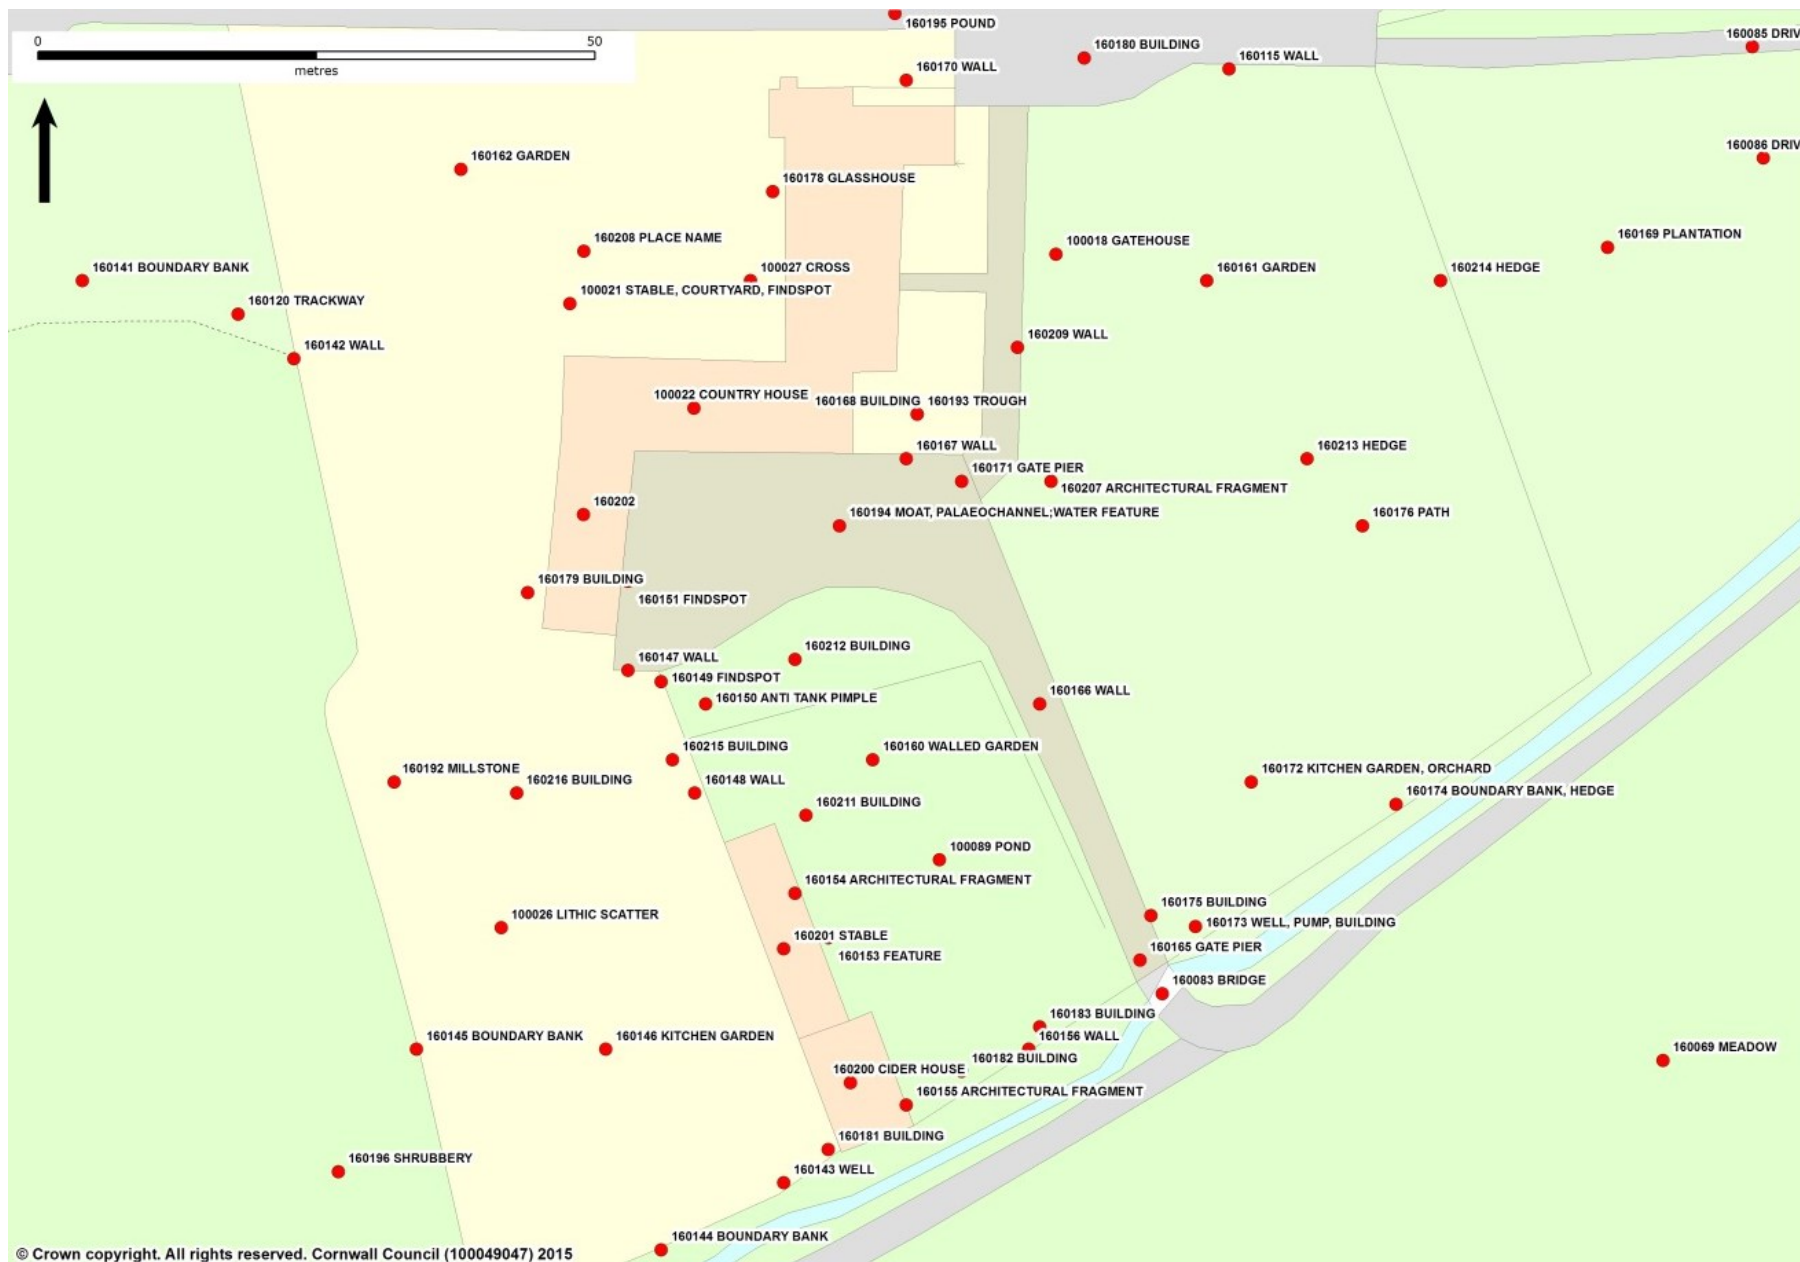 160195 POUND
0 50
metres
160180 BUILDING
160085 DRIV
160115 WALL
160170 WALL
160086 DRIV
160162 GARDEN
160178 GLASSHOUSE
160208 PLACE NAME
160169 PLANTATION
100018 GATEHOUSE
160141 BOUNDARY BANK
100027 CROSS
160161 GARDEN
160214 HEDGE
100021 STABLE, COURTYARD, FINDSPOT
160120 TRACKWAY
160209 WALL
160142 WALL
100022 COUNTRY HOUSE
160168 BUILDING
160193 TROUGH
160167 WALL
160213 HEDGE
160171 GATE PIER
160207 ARCHITECTURAL FRAGMENT
160202
160194 MOAT, PALAEOCHANNEL;WATER FEATURE
160176 PATH
160179 BUILDING
160151 FINDSPOT
160212 BUILDING
160147 WALL
160149 FINDSPOT
160150 ANTI TANK PIMPLE
160166 WALL
160215 BUILDING
160160 WALLED GARDEN
160192 MILLSTONE
160216 BUILDING
160148 WALL
160172 KITCHEN GARDEN, ORCHARD
160174 BOUNDARY BANK, HEDGE
160211 BUILDING
100089 POND
160154 ARCHITECTURAL FRAGMENT
160175 BUILDING
100026 LITHIC SCATTER
160173 WELL, PUMP, BUILDING
160201 STABLE
160165 GATE PIER
160153 FEATURE
160083 BRIDGE
160183 BUILDING
160145 BOUNDARY BANK
160146 KITCHEN GARDEN
160156 WALL
160069 MEADOW
160182 BUILDING
160200 CIDER HOUSE
160155 ARCHITECTURAL FRAGMENT
160181 BUILDING
160196 SHRUBBERY
160143 WELL
160144 BOUNDARY BANK
© Crown copyright. All rights reserved. Cornwall Council (100049047) 2015